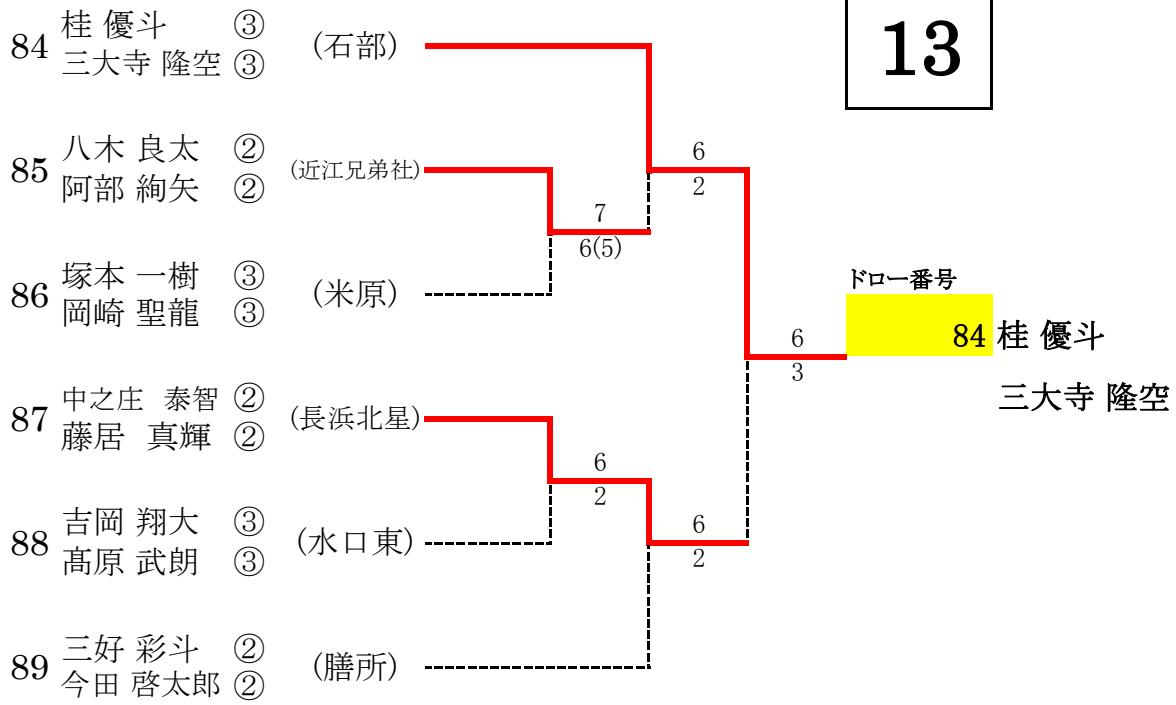 13
84 桂 優斗 ③ (石部)
三大寺 隆空 ③
85 八木 良太 ② (近江兄弟社)
阿部 絢矢 ②
6
2
7
6(5)
86 塚本 一樹 ③ (米原)
岡崎 聖龍 ③
ドロー番号
84 桂 優斗
三大寺 隆空
6
3
87 中之庄 泰智 ② (長浜北星)
藤居 真輝 ②
6
2
88 吉岡 翔大 ③ (水口東)
髙原 武朗 ③
6
2
89 三好 彩斗 ② (膳所)
今田 啓太郎 ②